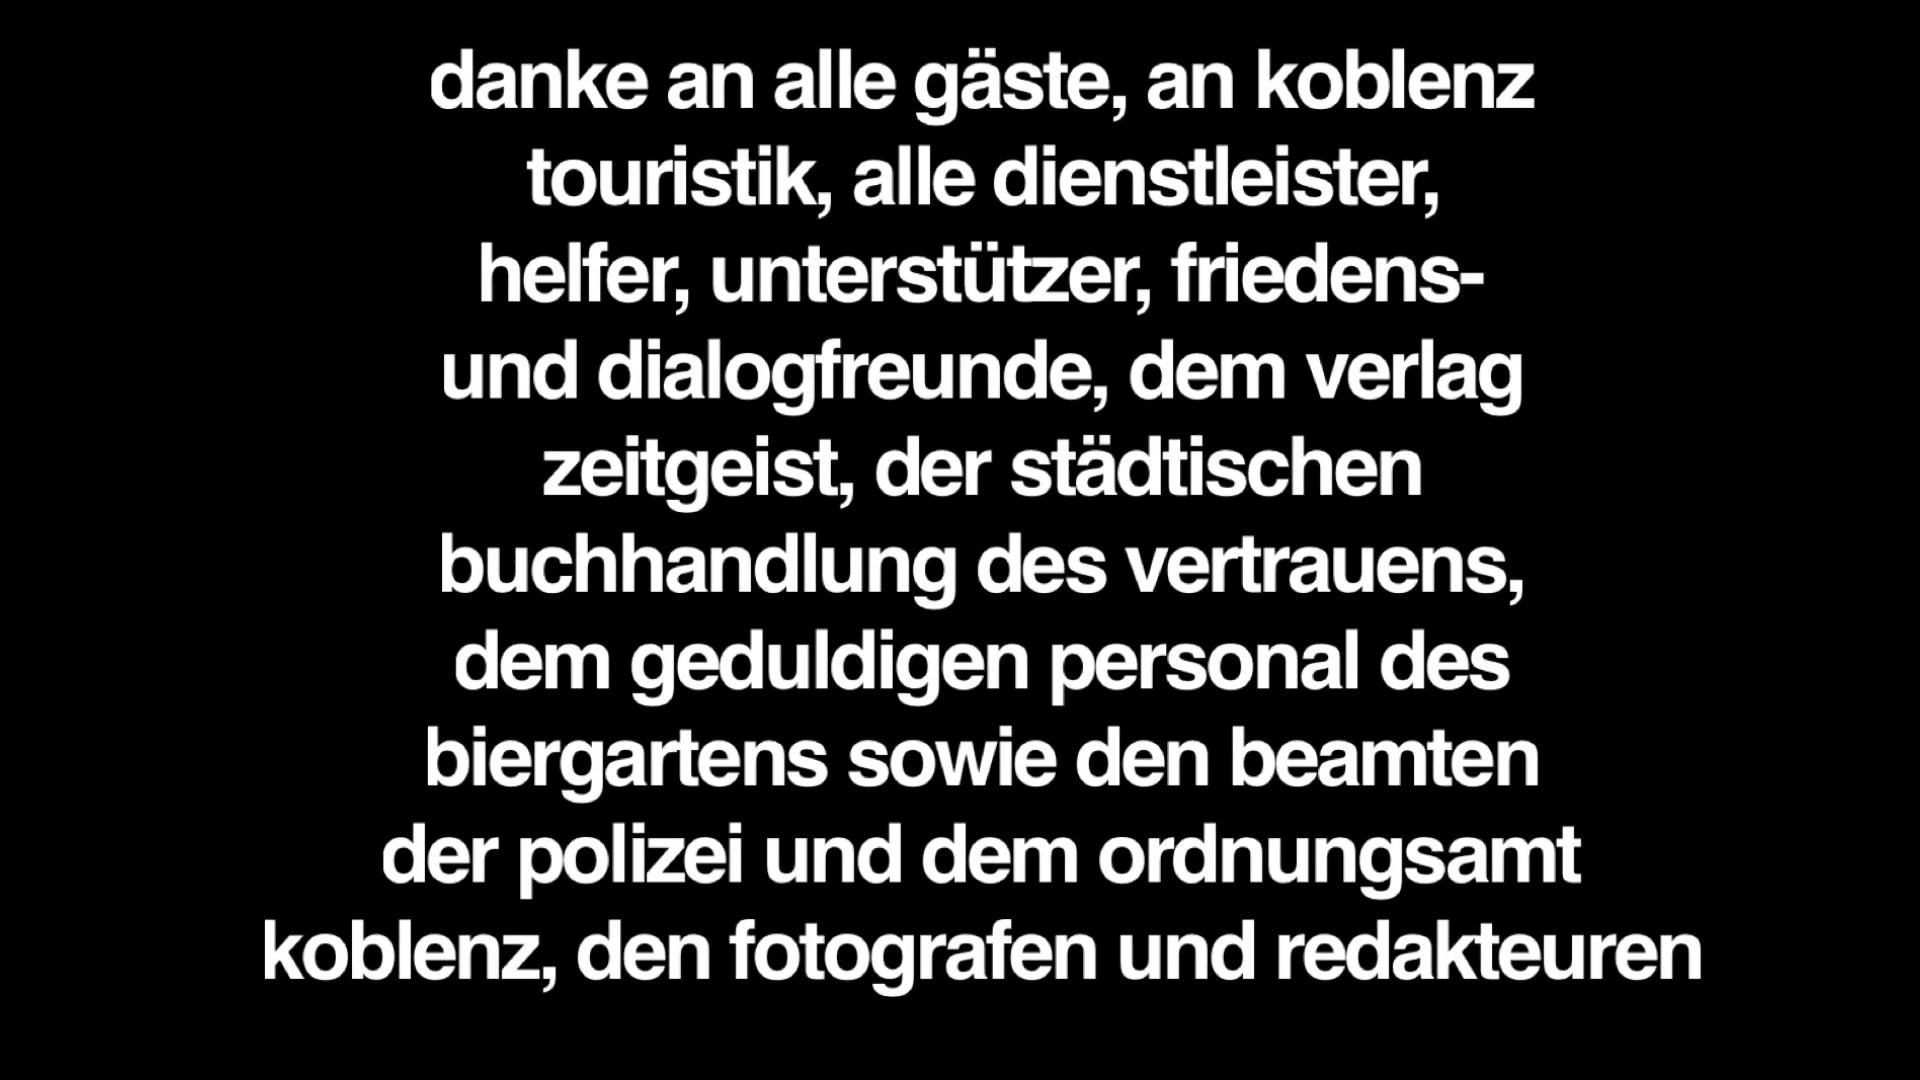 danke an alle gäste, an koblenz
touristik, alle dienstleister,
helfer, unterstützer, friedens-
und dialogfreunde, dem verlag
zeitgeist, der städtischen
buchhandlung des vertrauens,
dem geduldigen personal des
biergartens sowie den beamten
der polizei und dem ordnungsamt
koblenz, den fotografen und redakteuren